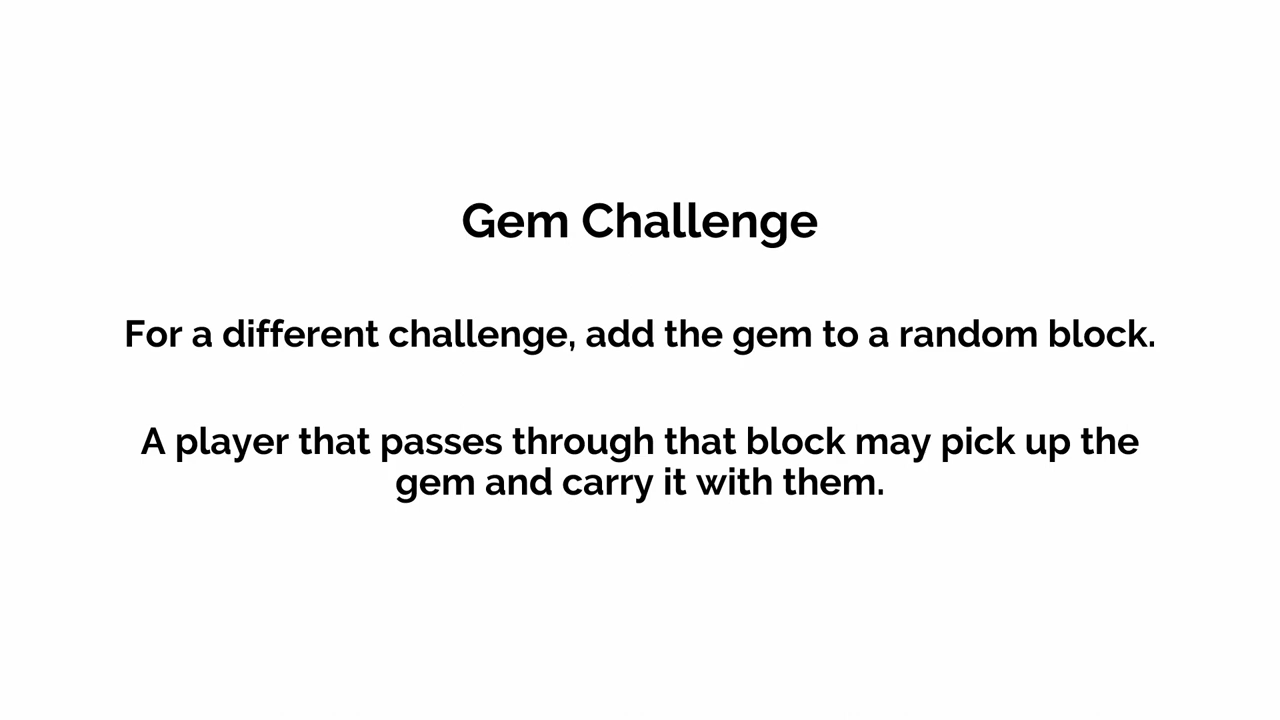 Gem Challenge
For a different challenge, add the gem to a random block.
A player that passes through that block may pick up the
gem and carry it with them.